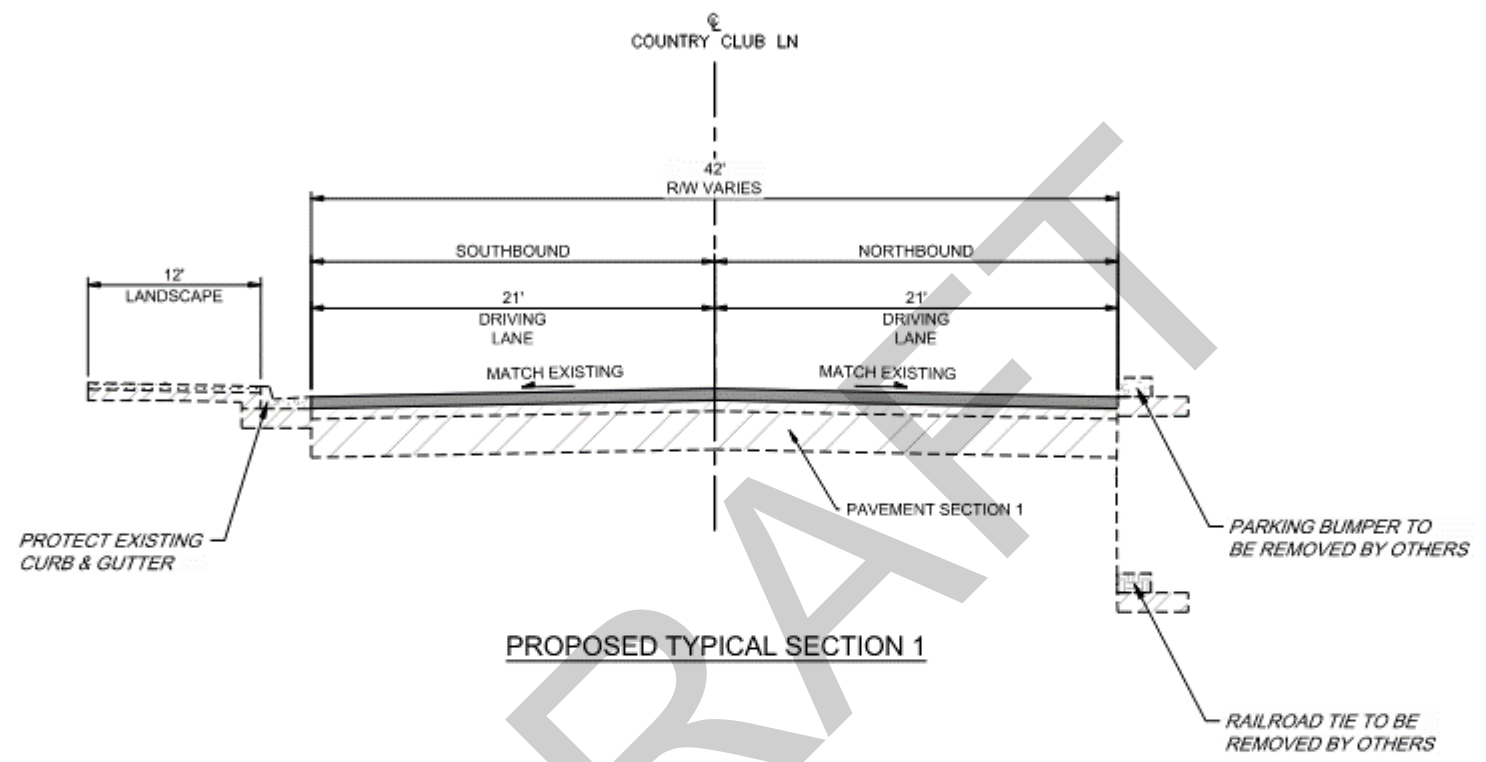 ℄
COUNTRY CLUB LN
42'
R/W VARIES
SOUTHBOUND
NORTHBOUND
12'
LANDSCAPE
21'
DRIVING
LANE
21'
DRIVING
LANE
MATCH EXISTING
MATCH EXISTING
PAVEMENT SECTION 1
PROTECT EXISTING
CURB & GUTTER
PARKING BUMPER TO
BE REMOVED BY OTHERS
PROPOSED TYPICAL SECTION 1
RAILROAD TIE TO BE
REMOVED BY OTHERS
RAFT